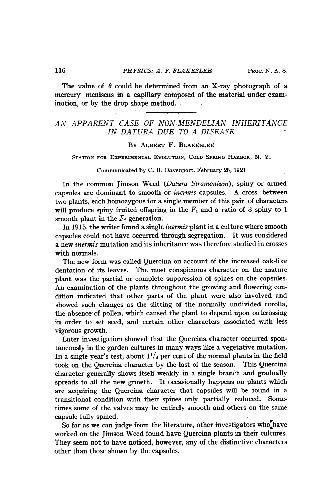 116 PHYSICS: A. F. BLAKESLEE PROC. N. A. S.
The value of θ could be determined from an X-ray photograph of a
mercury meniscus in a capillary composed of the material under exam-
ination, or by the drop shape method.
AN APPARENT CASE OF NON-MENDELIAN INHERITANCE
IN DATURA DUE TO A DISEASE
BY ALBERT F. BLAKESLEE
STATION FOR EXPERIMENTAL EVOLUTION, COLD SPRING HARBOR, N. Y.
Communicated by C. B. Davenport, February 25, 1921
In the common Jimson Weed (Datura Stramonium), spiny or armed
capsules are dominant to smooth or inermis capsules. A cross between
two plants, each homozygous for a single member of this pair of characters
will produce spiny fruited offspring in the F₁ and a ratio of 3 spiny to 1
smooth plant in the F₂ generation.
In 1915, the writer found a single inermis plant in a culture where smooth
capsules could not have occurred through segregation. It was considered
a new inermis mutation and its inheritance was therefore studied in crosses
with normals.
The new form was called Quercina on account of the increased oak-like
dentation of its leaves. The most conspicuous character on the mature
plant was the partial or complete suppression of spines on the capsules.
An examination of the plants throughout the growing and flowering con-
dition indicated that other parts of the plant were also involved and
showed such changes as the slitting of the normally undivided corolla,
the absence of pollen, which caused the plant to depend upon outcrossing
in order to set seed, and certain other characters associated with less
vigorous growth.
Later investigation showed that the Quercina character occurred spon-
taneously in the garden cultures in many ways like a vegetative mutation.
In a single year's test, about 1¹/₄ per cent of the normal plants in the field
took on the Quercina character by the last of the season. This Quercina
character generally shows itself weakly in a single branch and gradually
spreads to all the new growth. It occasionally happens on plants which
are acquiring the Quercina character that capsules will be found in a
transitional condition with their spines only partially reduced. Some-
times some of the valves may be entirely smooth and others on the same
capsule fully spined.
So far as we can judge from the literature, other investigators who have
worked on the Jimson Weed found have Quercina plants in their cultures.
They seem not to have noticed, however, any of the distinctive characters
other than those shown by the capsules.